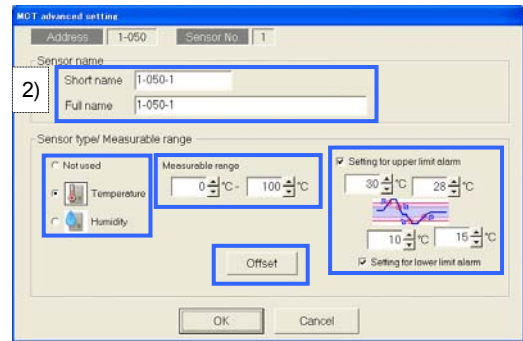 MCT advanced setting
Address 1-050 Sensor No. 1
Sensor name
2)
Short name 1-050-1
Full name 1-050-1
Sensor type/ Measurable range
Not used
Temperature
Humidity
Measurable range
0 °C - 100 °C
Setting for upper limit alarm
30 °C 28 °C
10 °C 15 °C
Setting for lower limit alarm
Offset
OK Cancel